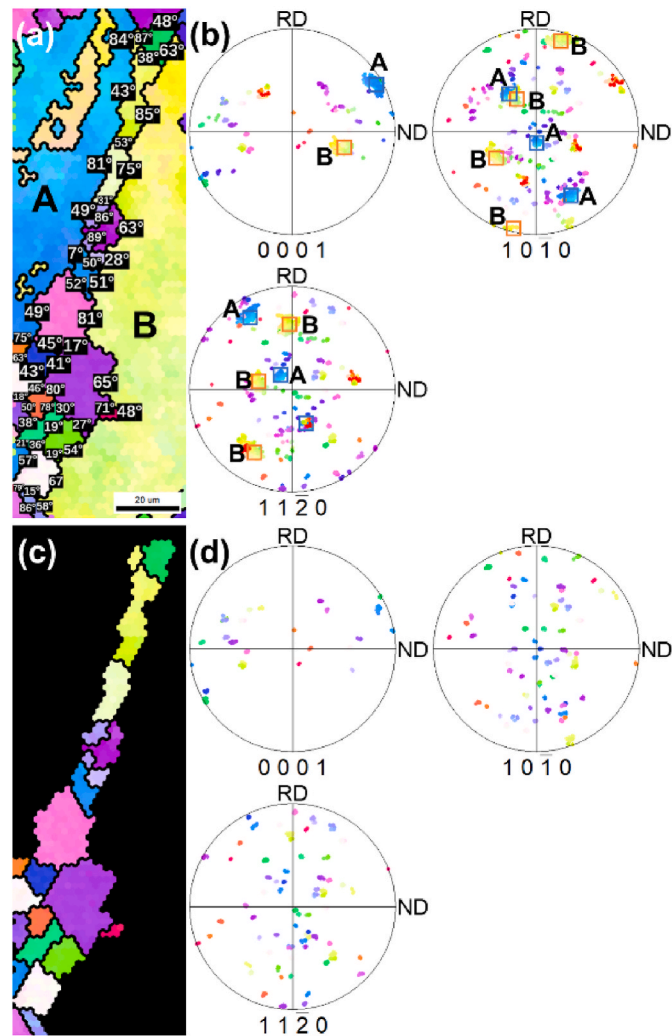 (a)
48°
84° 87°
38° 63°
43°
85°
53°
81° 75°
A
31°
49° 86°
63°
89°
7°
50° 28°
52° 51°
49° 81°
B
75° 45° 17°
63° 41°
43°
46° 80° 65°
18°
50° 78° 30° 71° 48°
38° 19° 27°
21° 36°
57° 19° 54°
67
79° 15°
86° 58°
20 um
(b)
RD
A
ND
B
0 0 0 1
RD
B
A
B
A
ND
B
A
B
1 0 1̅ 0
RD
A
B
A
B
ND
B
1 1 2̅ 0
(c)
(d)
RD
ND
0 0 0 1
RD
ND
1 0 1̅ 0
RD
ND
1 1 2̅ 0